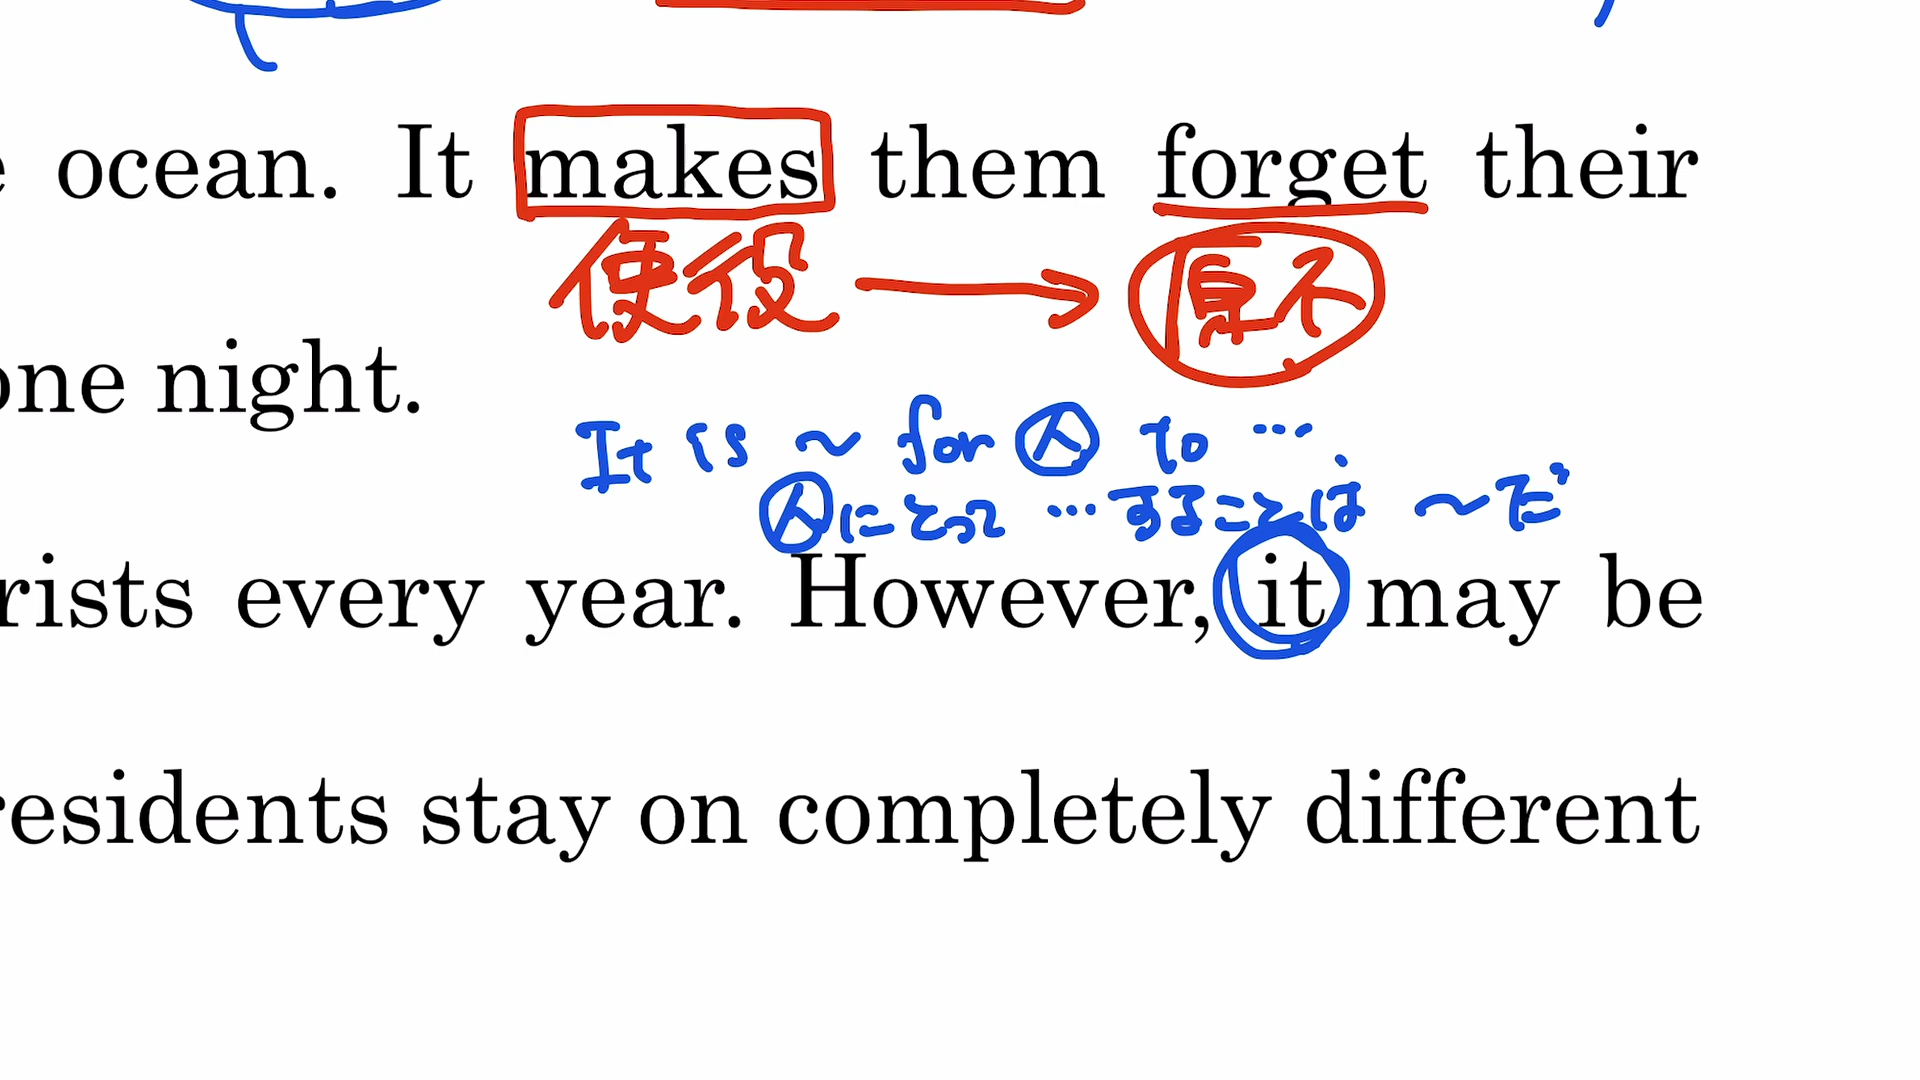 ocean. It makes them forget their
使役 → 原不
one night.
It is ~ for 人 to ….
人にとって …することは ~だ
rists every year. However, it may be
residents stay on completely different